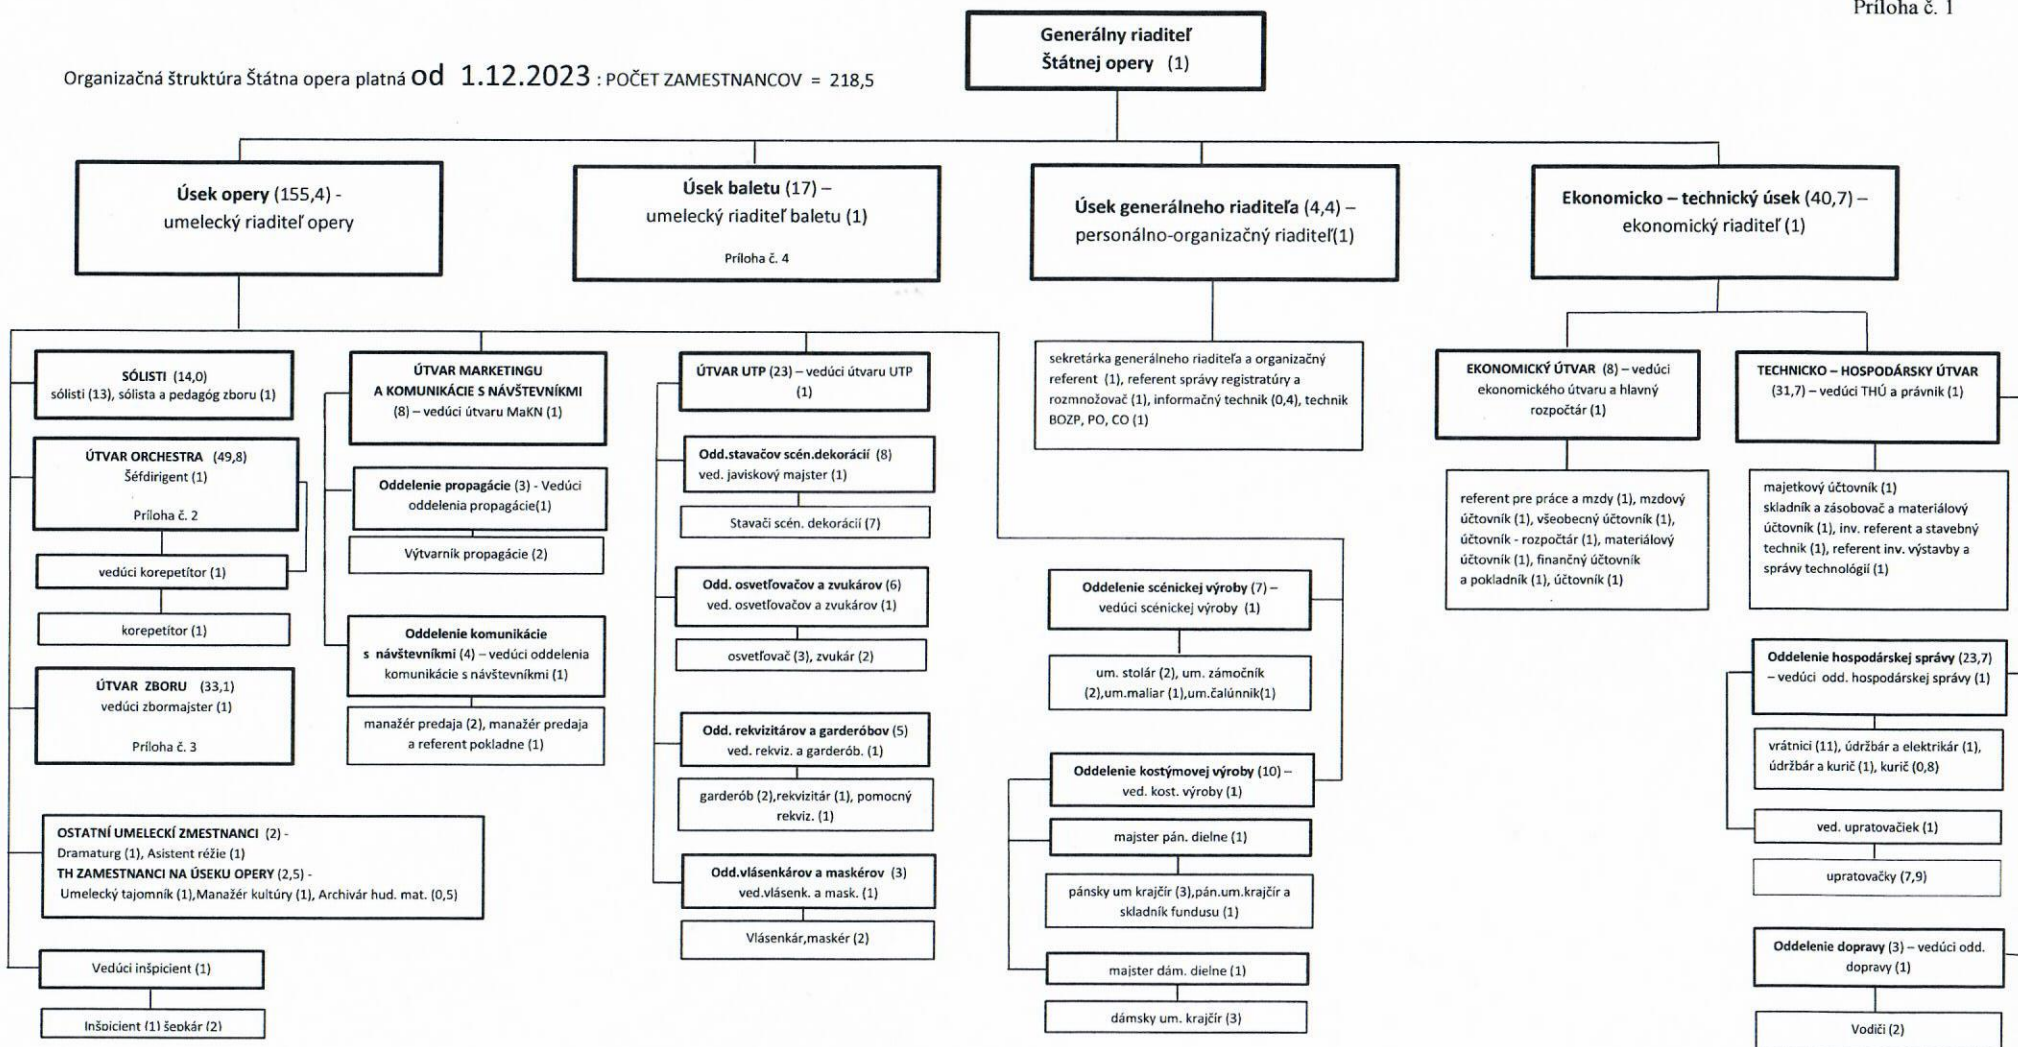 Príloha č. 1
Organizačná štruktúra Štátna opera platná od 1.12.2023 : POČET ZAMESTNANCOV = 218,5
Generálny riaditeľ
Štátnej opery (1)
Úsek opery (155,4) -
umelecký riaditeľ opery
Úsek baletu (17) –
umelecký riaditeľ baletu (1)
Príloha č. 4
Úsek generálneho riaditeľa (4,4) –
personálno-organizačný riaditeľ(1)
Ekonomicko – technický úsek (40,7) –
ekonomický riaditeľ (1)
SÓLISTI (14,0)
sólisti (13), sólista a pedagóg zboru (1)
ÚTVAR ORCHESTRA (49,8)
Šéfdirigent (1)
Príloha č. 2
vedúci korepetítor (1)
korepetítor (1)
ÚTVAR ZBORU (33,1)
vedúci zbormajster (1)
Príloha č. 3
OSTATNÍ UMELECKÍ ZMESTNANCI (2) -
Dramaturg (1), Asistent réžie (1)
TH ZAMESTNANCI NA ÚSEKU OPERY (2,5) -
Umelecký tajomník (1),Manažér kultúry (1), Archivár hud. mat. (0,5)
Vedúci inšpicient (1)
Inšpicient (1) šepkár (2)
ÚTVAR MARKETINGU
A KOMUNIKÁCIE S NÁVŠTEVNÍKMI
(8) – vedúci útvaru MaKN (1)
Oddelenie propagácie (3) - Vedúci
oddelenia propagácie(1)
Výtvarník propagácie (2)
Oddelenie komunikácie
s návštevníkmi (4) – vedúci oddelenia
komunikácie s návštevníkmi (1)
manažér predaja (2), manažér predaja
a referent pokladne (1)
ÚTVAR UTP (23) – vedúci útvaru UTP
(1)
Odd.stavačov scén.dekorácií (8)
ved. javiskový majster (1)
Stavači scén. dekorácií (7)
Odd. osvetľovačov a zvukárov (6)
ved. osvetľovačov a zvukárov (1)
osvetľovač (3), zvukár (2)
Odd. rekvizitárov a garderóbov (5)
ved. rekviz. a garderób. (1)
garderób (2),rekvizitár (1), pomocný
rekviz. (1)
Odd.vlásenkárov a maskérov (3)
ved.vlásenk. a mask. (1)
Vlásenkár,maskér (2)
Oddelenie scénickej výroby (7) –
vedúci scénickej výroby (1)
um. stolár (2), um. zámočník
(2),um.maliar (1),um.čalúnnik(1)
Oddelenie kostýmovej výroby (10) –
ved. kost. výroby (1)
majster pán. dielne (1)
pánsky um krajčír (3),pán.um.krajčír a
skladník fundusu (1)
majster dám. dielne (1)
dámsky um. krajčír (3)
sekretárka generálneho riaditeľa a organizačný
referent (1), referent správy registratúry a
rozmnožovač (1), informačný technik (0,4), technik
BOZP, PO, CO (1)
EKONOMICKÝ ÚTVAR (8) – vedúci
ekonomického útvaru a hlavný
rozpočtár (1)
referent pre práce a mzdy (1), mzdový
účtovník (1), všeobecný účtovník (1),
účtovník - rozpočtár (1), materiálový
účtovník (1), finančný účtovník
a pokladník (1), účtovník (1)
TECHNICKO – HOSPODÁRSKY ÚTVAR
(31,7) – vedúci THÚ a právnik (1)
majetkový účtovník (1)
skladník a zásobovač a materiálový
účtovník (1), inv. referent a stavebný
technik (1), referent inv. výstavby a
správy technológií (1)
Oddelenie hospodárskej správy (23,7)
– vedúci odd. hospodárskej správy (1)
vrátnici (11), údržbár a elektrikár (1),
údržbár a kurič (1), kurič (0,8)
ved. upratovačiek (1)
upratovačky (7,9)
Oddelenie dopravy (3) – vedúci odd.
dopravy (1)
Vodiči (2)